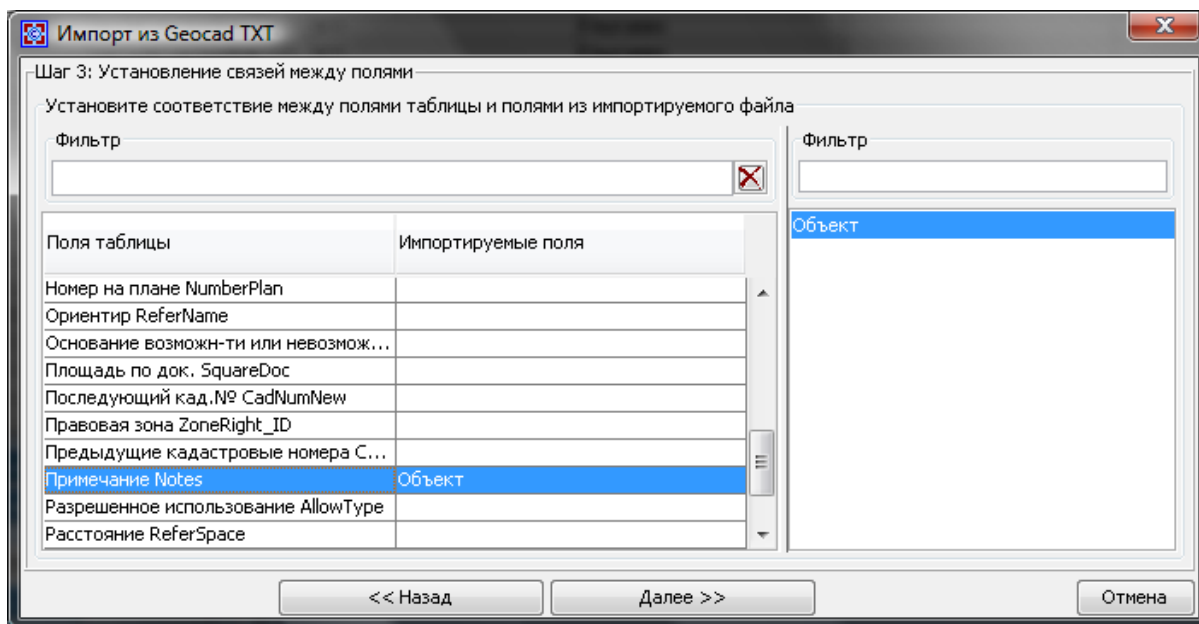 Импорт из Geocad TXT
Шаг 3: Установление связей между полями
Установите соответствие между полями таблицы и полями из импортируемого файла
Фильтр
Фильтр
Поля таблицы
Импортируемые поля
Объект
Номер на плане NumberPlan
Ориентир ReferName
Основание возможн-ти или невозмож...
Площадь по док. SquareDoc
Последующий кад.№ CadNumNew
Правовая зона ZoneRight_ID
Предыдущие кадастровые номера C...
Примечание Notes Объект
Разрешенное использование AllowType
Расстояние ReferSpace
<< Назад
Далее >>
Отмена